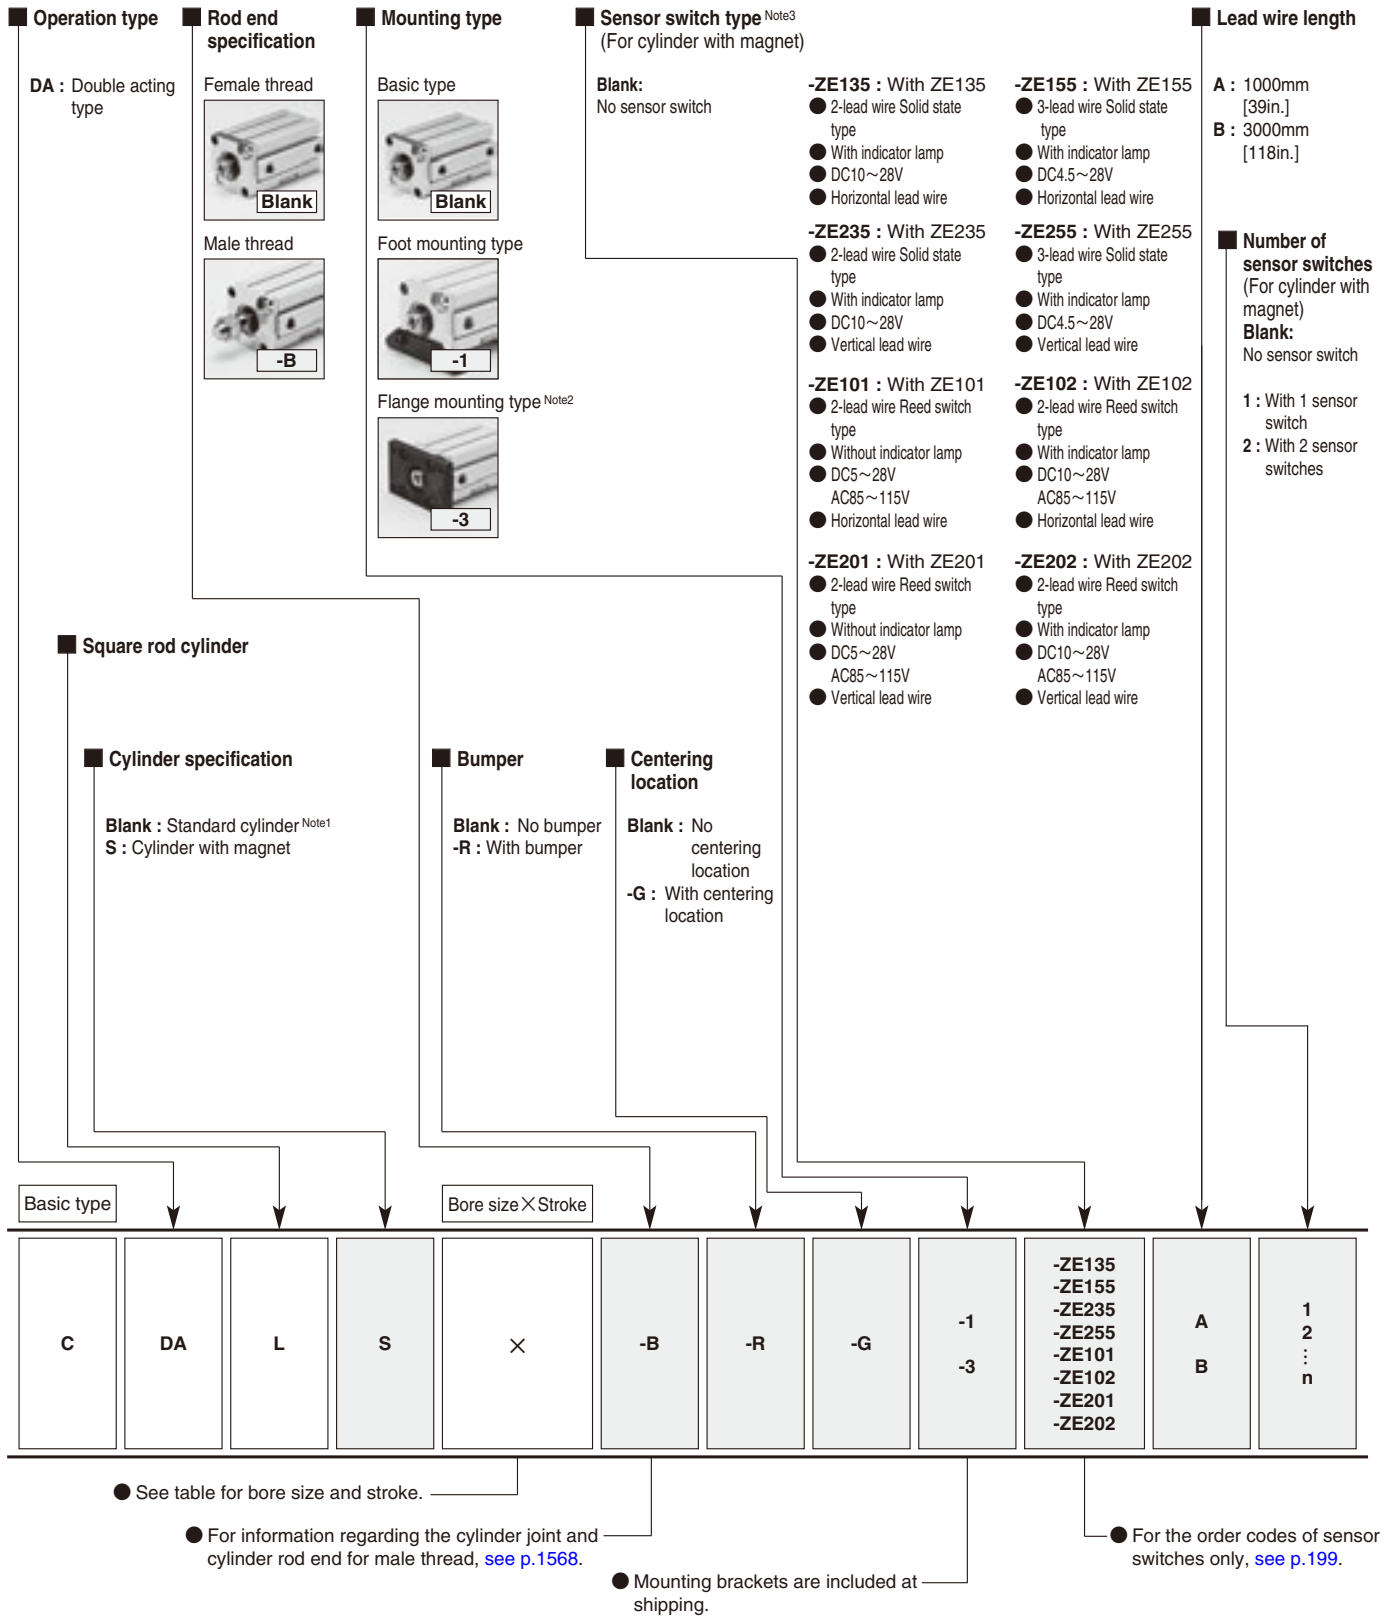 ■ Operation type
DA : Double acting
type
■ Rod end
specification
Female thread
Blank
Male thread
-B
■ Mounting type
Basic type
Blank
Foot mounting type
-1
Flange mounting type Note2
-3
■ Sensor switch type Note3
(For cylinder with magnet)
Blank:
No sensor switch
-ZE135 : With ZE135
● 2-lead wire Solid state
type
● With indicator lamp
● DC10～28V
● Horizontal lead wire
-ZE155 : With ZE155
● 3-lead wire Solid state
type
● With indicator lamp
● DC4.5～28V
● Horizontal lead wire
-ZE235 : With ZE235
● 2-lead wire Solid state
type
● With indicator lamp
● DC10～28V
● Vertical lead wire
-ZE255 : With ZE255
● 3-lead wire Solid state
type
● With indicator lamp
● DC4.5～28V
● Vertical lead wire
-ZE101 : With ZE101
● 2-lead wire Reed switch
type
● Without indicator lamp
● DC5～28V
AC85～115V
● Horizontal lead wire
-ZE102 : With ZE102
● 2-lead wire Reed switch
type
● With indicator lamp
● DC10～28V
AC85～115V
● Horizontal lead wire
-ZE201 : With ZE201
● 2-lead wire Reed switch
type
● Without indicator lamp
● DC5～28V
AC85～115V
● Vertical lead wire
-ZE202 : With ZE202
● 2-lead wire Reed switch
type
● With indicator lamp
● DC10～28V
AC85～115V
● Vertical lead wire
■ Lead wire length
A : 1000mm
[39in.]
B : 3000mm
[118in.]
■ Number of
sensor switches
(For cylinder with
magnet)
Blank:
No sensor switch
1 : With 1 sensor
switch
2 : With 2 sensor
switches
■ Square rod cylinder
■ Cylinder specification
Blank : Standard cylinder Note1
S : Cylinder with magnet
■ Bumper
Blank : No bumper
-R : With bumper
■ Centering
location
Blank : No
centering
location
-G : With centering
location
Basic type
Bore size×Stroke
C
DA
L
S
×
-B
-R
-G
-1
-3
-ZE135
-ZE155
-ZE235
-ZE255
-ZE101
-ZE102
-ZE201
-ZE202
A
B
1
2
⋮
n
● See table for bore size and stroke.
● For information regarding the cylinder joint and
cylinder rod end for male thread, see p.1568.
● Mounting brackets are included at
shipping.
● For the order codes of sensor
switches only, see p.199.